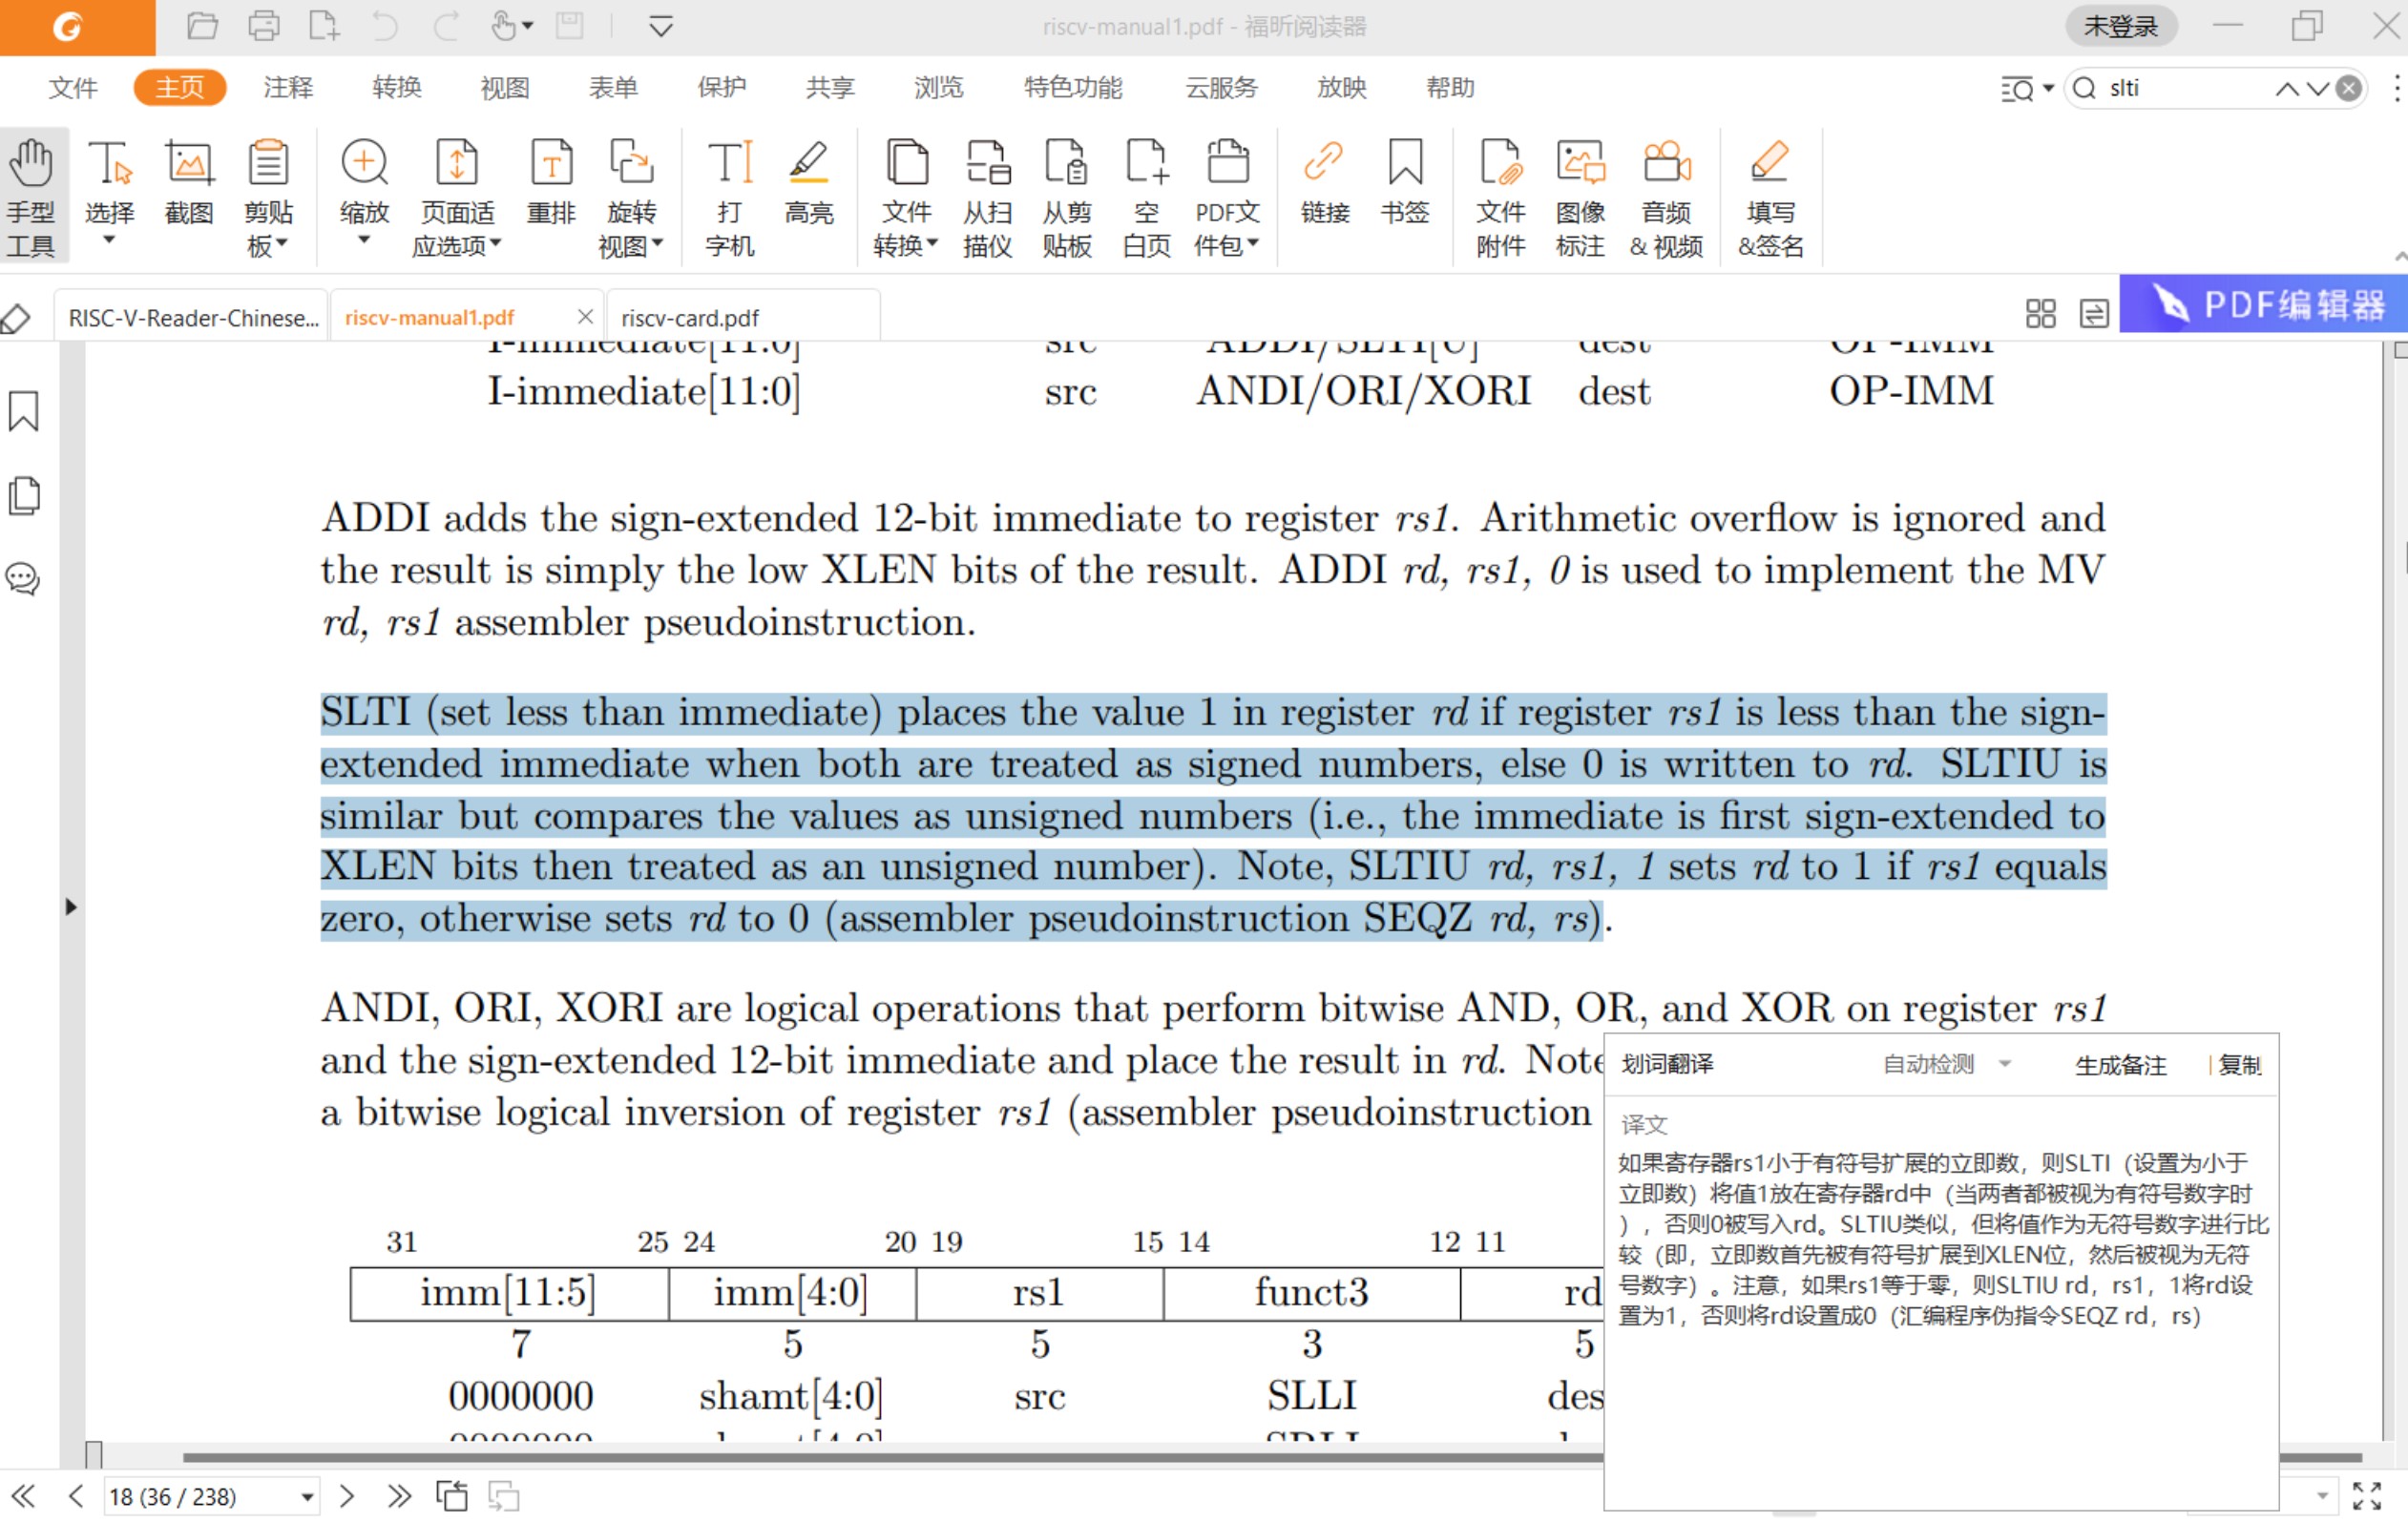 riscv-manual1.pdf - 福昕阅读器
未登录
文件 主页 注释 转换 视图 表单 保护 共享 浏览 特色功能 云服务 放映 帮助
slti
手型工具
选择
截图
剪贴板
缩放
页面适应选项
重排
旋转视图
打字机
高亮
文件转换
从扫描仪
从剪贴板
空白页
PDF文件包
链接
书签
文件附件
图像标注
音频&视频
填写&签名
RISC-V-Reader-Chinese...
riscv-manual1.pdf
riscv-card.pdf
PDF编辑器
I-immediate[11:0] src ADDI/SLTI[U] dest OP-IMM
I-immediate[11:0] src ANDI/ORI/XORI dest OP-IMM
ADDI adds the sign-extended 12-bit immediate to register rs1. Arithmetic overflow is ignored and
the result is simply the low XLEN bits of the result. ADDI rd, rs1, 0 is used to implement the MV
rd, rs1 assembler pseudoinstruction.
SLTI (set less than immediate) places the value 1 in register rd if register rs1 is less than the sign-
extended immediate when both are treated as signed numbers, else 0 is written to rd. SLTIU is
similar but compares the values as unsigned numbers (i.e., the immediate is first sign-extended to
XLEN bits then treated as an unsigned number). Note, SLTIU rd, rs1, 1 sets rd to 1 if rs1 equals
zero, otherwise sets rd to 0 (assembler pseudoinstruction SEQZ rd, rs).
ANDI, ORI, XORI are logical operations that perform bitwise AND, OR, and XOR on register rs1
and the sign-extended 12-bit immediate and place the result in rd. Note
a bitwise logical inversion of register rs1 (assembler pseudoinstruction
31 25 24 20 19 15 14 12 11
imm[11:5] imm[4:0] rs1 funct3 rd
7 5 5 3 5
0000000 shamt[4:0] src SLLI des
划词翻译 自动检测 生成备注 | 复制
译文
如果寄存器rs1小于有符号扩展的立即数，则SLTI（设置为小于
立即数）将值1放在寄存器rd中（当两者都被视为有符号数字时
），否则0被写入rd。SLTIU类似，但将值作为无符号数字进行比
较（即，立即数首先被有符号扩展到XLEN位，然后被视为无符
号数字）。注意，如果rs1等于零，则SLTIU rd，rs1，1将rd设
置为1，否则将rd设置成0（汇编程序伪指令SEQZ rd，rs）
18 (36 / 238)